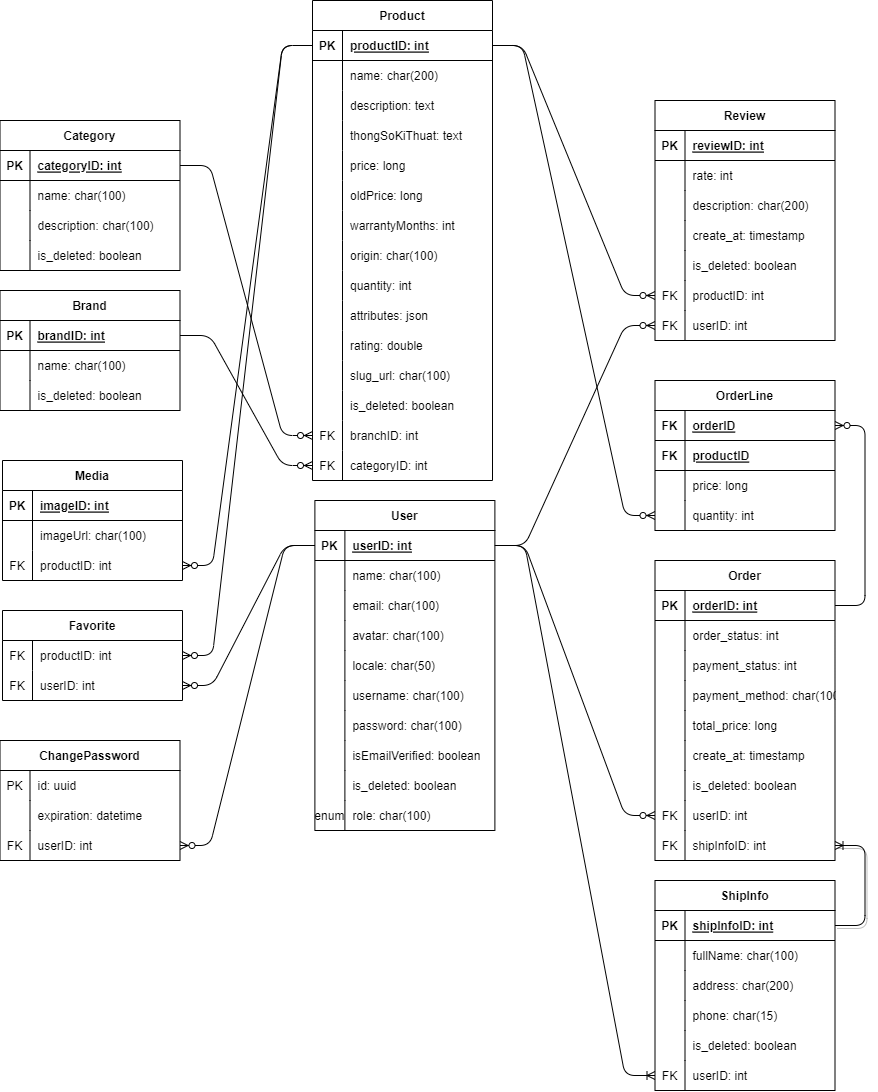 Product
PK productID: int
name: char(200)
description: text
thongSoKiThuat: text
price: long
oldPrice: long
warrantyMonths: int
origin: char(100)
quantity: int
attributes: json
rating: double
slug_url: char(100)
is_deleted: boolean
FK branchID: int
FK categoryID: int
Category
PK categoryID: int
name: char(100)
description: char(100)
is_deleted: boolean
Brand
PK brandID: int
name: char(100)
is_deleted: boolean
Media
PK imageID: int
imageUrl: char(100)
FK productID: int
Favorite
FK productID: int
FK userID: int
ChangePassword
PK id: uuid
expiration: datetime
FK userID: int
User
PK userID: int
name: char(100)
email: char(100)
avatar: char(100)
locale: char(50)
username: char(100)
password: char(100)
isEmailVerified: boolean
is_deleted: boolean
enum role: char(100)
Review
PK reviewID: int
rate: int
description: char(200)
create_at: timestamp
is_deleted: boolean
FK productID: int
FK userID: int
OrderLine
FK orderID
FK productID
price: long
quantity: int
Order
PK orderID: int
order_status: int
payment_status: int
payment_method: char(100
total_price: long
create_at: timestamp
is_deleted: boolean
FK userID: int
FK shipInfoID: int
ShipInfo
PK shipInfoID: int
fullName: char(100)
address: char(200)
phone: char(15)
is_deleted: boolean
FK userID: int